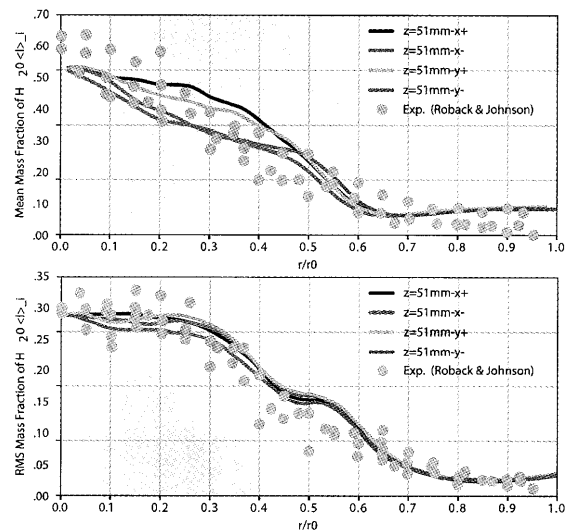 .70
.50
.40
.30
.20
.10
.00
Mean Mass Fraction of H 20 <I>_i
z=51mm-x+
z=51mm-x-
z=51mm-y+
z=51mm-y-
Exp. (Roback & Johnson)
0.0 0.1 0.2 0.3 0.4 0.5 0.6 0.7 0.8 0.9 1.0
r/r0
.35
.30
.25
.20
.15
.10
.05
.00
RMS Mass Fraction of H 20 <I>_i
z=51mm-x+
z=51mm-x-
z=51mm-y+
z=51mm-y-
Exp. (Roback & Johnson)
0.0 0.1 0.2 0.3 0.4 0.5 0.6 0.7 0.8 0.9 1.0
r/r0